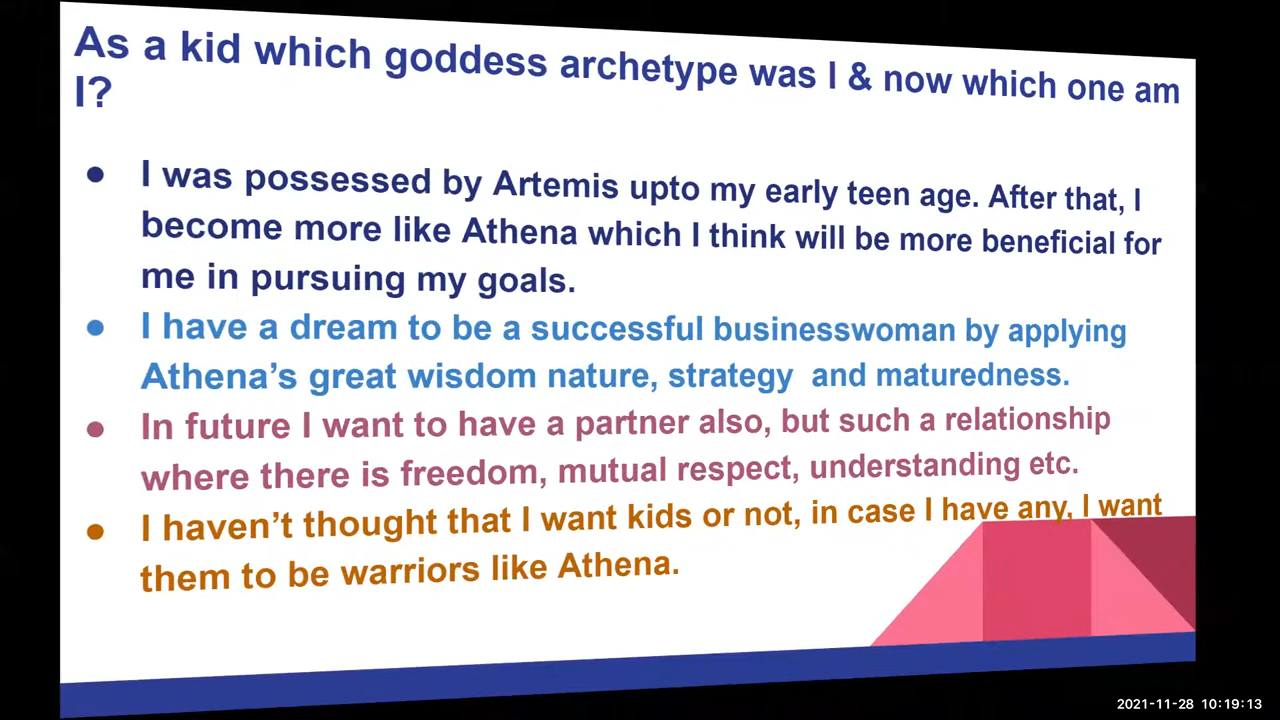 As a kid which goddess archetype was I & now which one am
I?
● I was possessed by Artemis upto my early teen age. After that, I
become more like Athena which I think will be more beneficial for
me in pursuing my goals.
● I have a dream to be a successful businesswoman by applying
Athena’s great wisdom nature, strategy  and maturedness.
● In future I want to have a partner also, but such a relationship
where there is freedom, mutual respect, understanding etc.
● I haven’t thought that I want kids or not, in case I have any, I want
them to be warriors like Athena.
2021-11-28 10:19:13